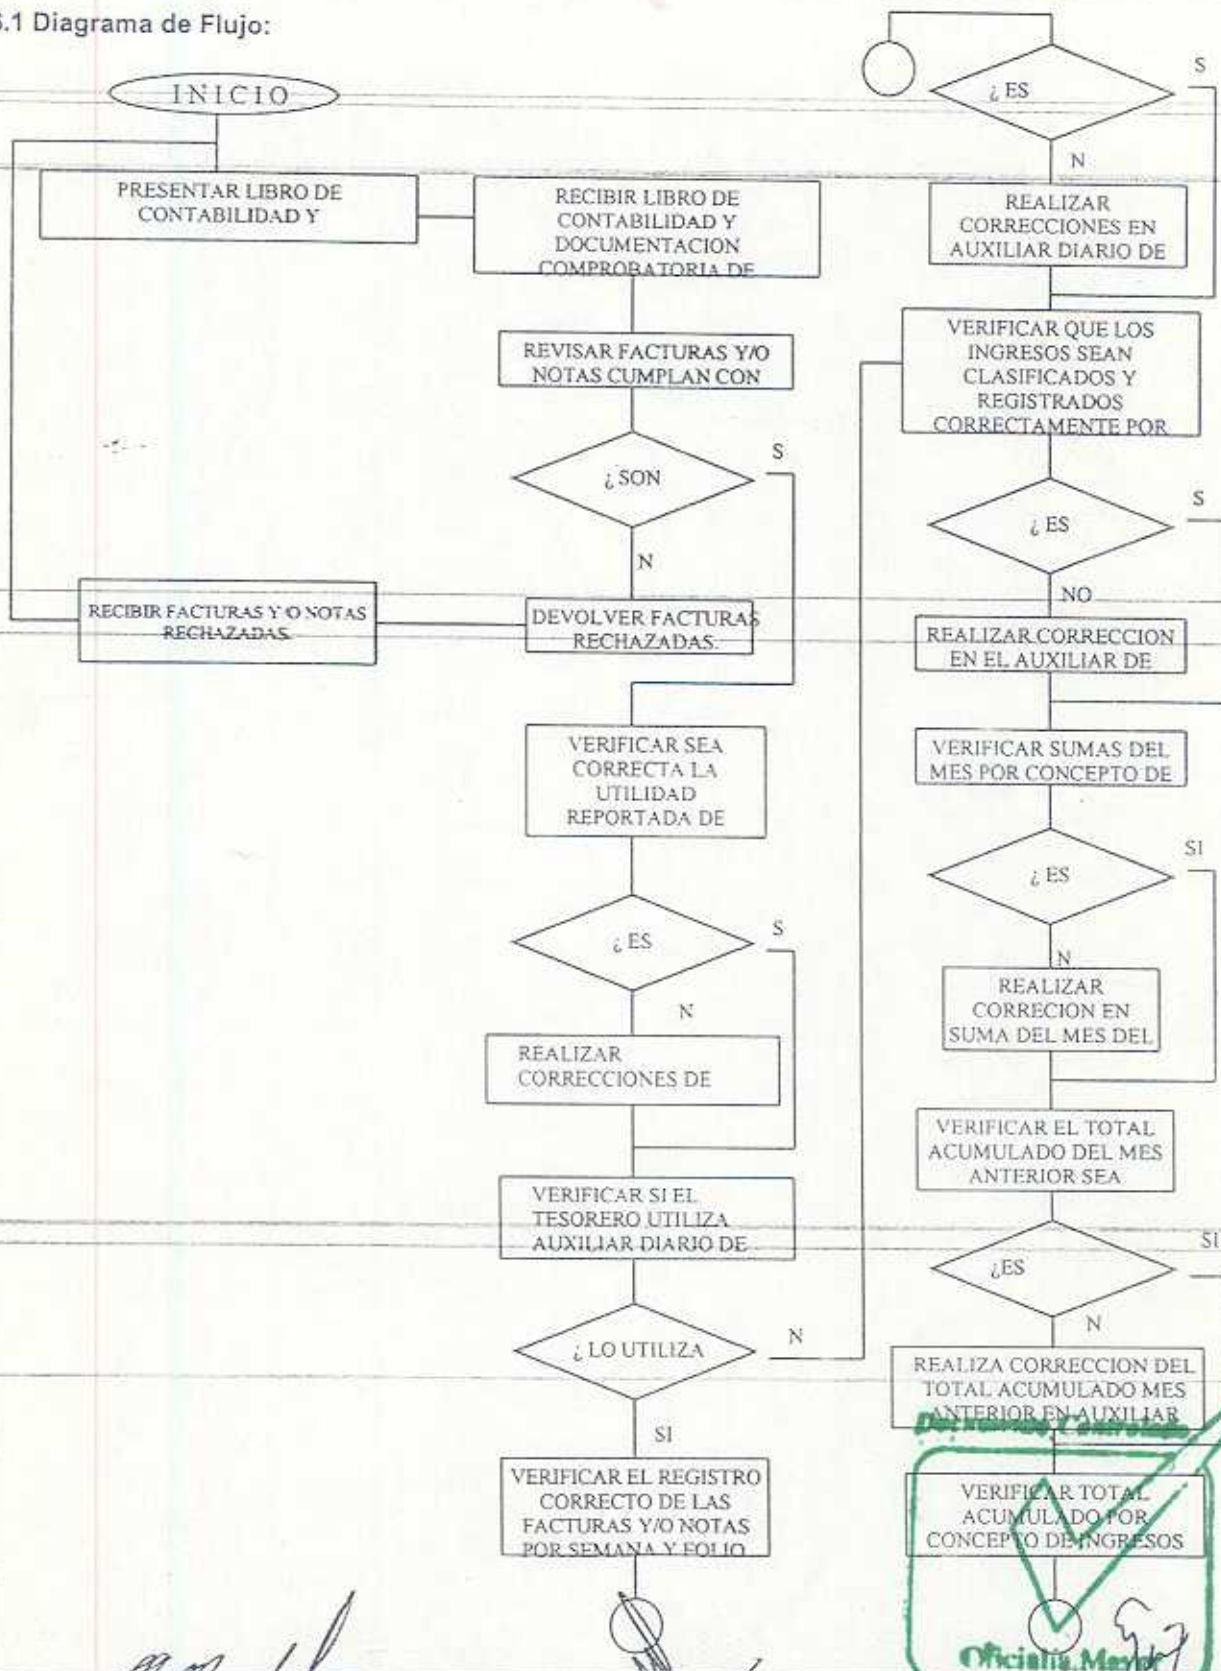 .1 Diagrama de Flujo:
INICIO
PRESENTAR LIBRO DE
CONTABILIDAD Y
RECIBIR LIBRO DE
CONTABILIDAD Y
DOCUMENTACION
COMPROBATORIA DE
REVISAR FACTURAS Y/O
NOTAS CUMPLAN CON
¿SON
S
N
DEVOLVER FACTURAS
RECHAZADAS.
RECIBIR FACTURAS Y/O NOTAS
RECHAZADAS.
VERIFICAR SEA
CORRECTA LA
UTILIDAD
REPORTADA DE
¿ES
S
N
REALIZAR
CORRECCIONES DE
VERIFICAR SI EL
TESORERO UTILIZA
AUXILIAR DIARIO DE
¿LO UTILIZA
N
SI
VERIFICAR EL REGISTRO
CORRECTO DE LAS
FACTURAS Y/O NOTAS
POR SEMANA Y FOLIO
¿ES
S
N
REALIZAR
CORRECCIONES EN
AUXILIAR DIARIO DE
VERIFICAR QUE LOS
INGRESOS SEAN
CLASIFICADOS Y
REGISTRADOS
CORRECTAMENTE POR
¿ES
S
NO
REALIZAR CORRECCION
EN EL AUXILIAR DE
VERIFICAR SUMAS DEL
MES POR CONCEPTO DE
¿ES
SI
N
REALIZAR
CORRECION EN
SUMA DEL MES DEL
VERIFICAR EL TOTAL
ACUMULADO DEL MES
ANTERIOR SEA
¿ES
SI
N
REALIZA CORRECCION DEL
TOTAL ACUMULADO MES
ANTERIOR EN AUXILIAR
Documento Controlado
VERIFICAR TOTAL
ACUMULADO POR
CONCEPTO DE INGRESOS
Oficialía Mayor